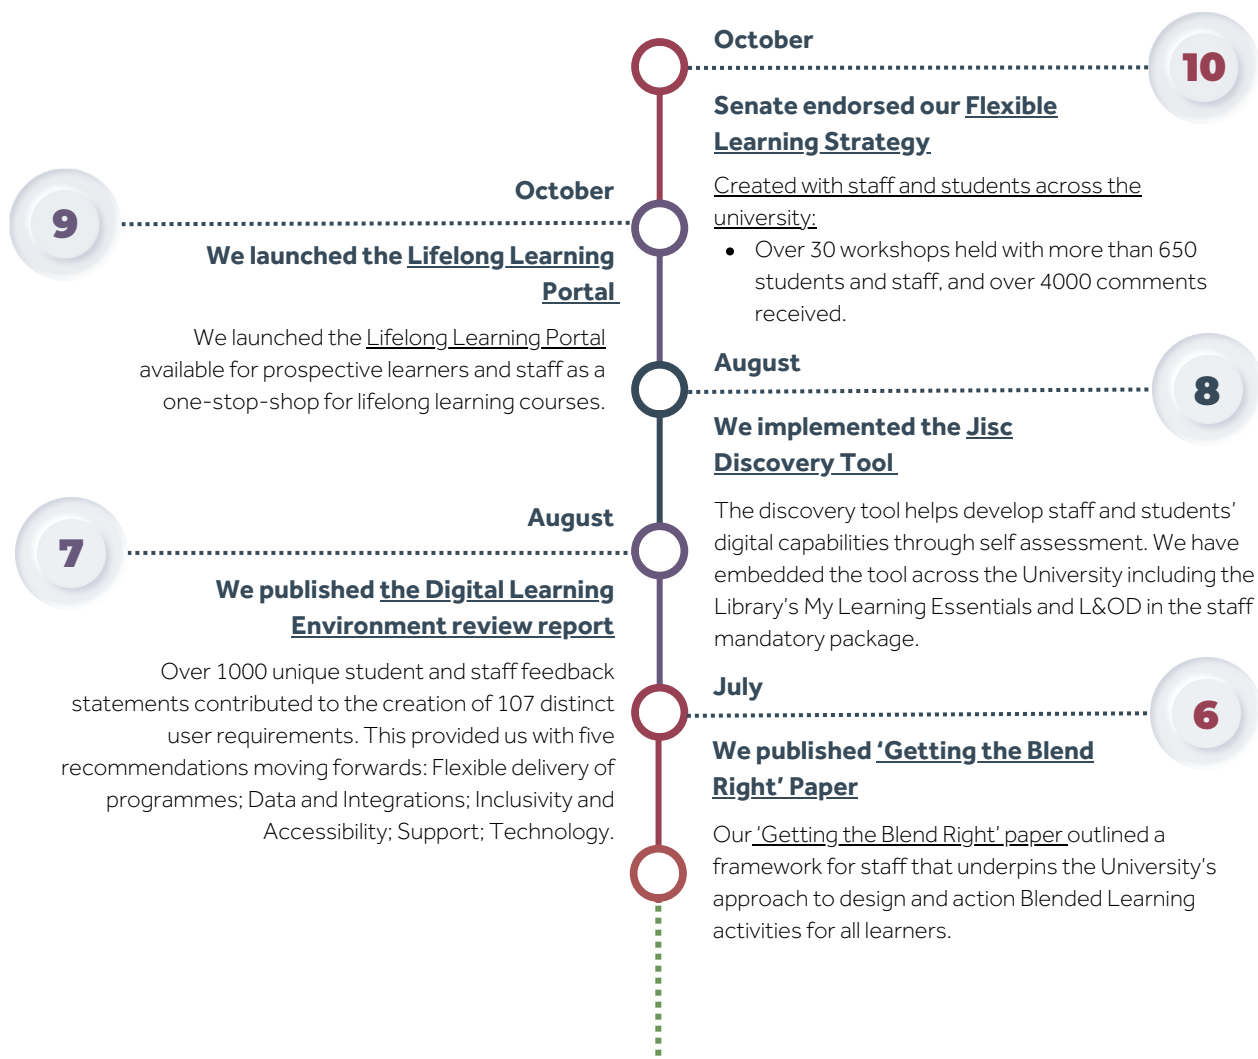 October
10
Senate endorsed our Flexible
Learning Strategy
Created with staff and students across the
university:
• Over 30 workshops held with more than 650
students and staff, and over 4000 comments
received.
October
9
We launched the Lifelong Learning
Portal
We launched the Lifelong Learning Portal
available for prospective learners and staff as a
one-stop-shop for lifelong learning courses.
August
8
We implemented the Jisc
Discovery Tool
The discovery tool helps develop staff and students'
digital capabilities through self assessment. We have
embedded the tool across the University including the
Library's My Learning Essentials and L&OD in the staff
mandatory package.
August
7
We published the Digital Learning
Environment review report
Over 1000 unique student and staff feedback
statements contributed to the creation of 107 distinct
user requirements. This provided us with five
recommendations moving forwards: Flexible delivery of
programmes; Data and Integrations; Inclusivity and
Accessibility; Support; Technology.
July
6
We published 'Getting the Blend
Right' Paper
Our 'Getting the Blend Right' paper outlined a
framework for staff that underpins the University's
approach to design and action Blended Learning
activities for all learners.